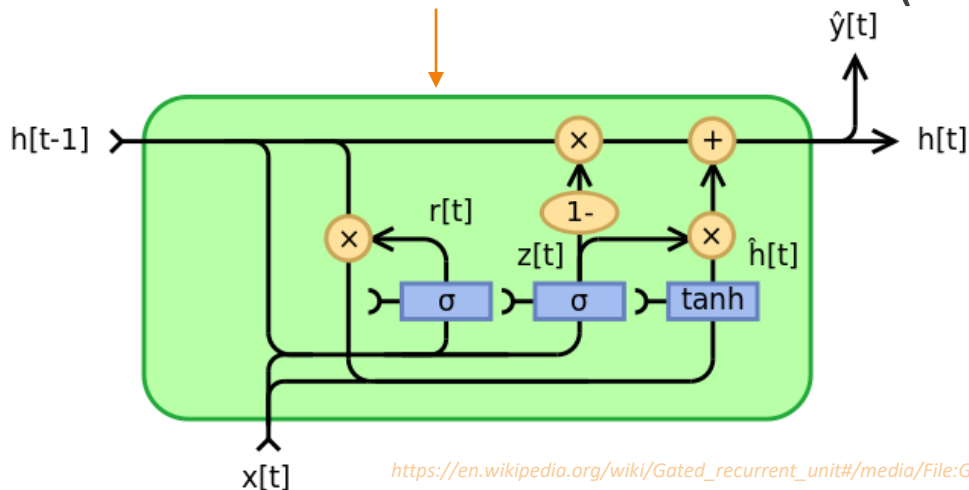 (
ŷ[t]
h[t-1]
×
+
h[t]
1-
r[t]
×
z[t]
×
ĥ[t]
σ
σ
tanh
x[t]
https://en.wikipedia.org/wiki/Gated_recurrent_unit#/media/File:G